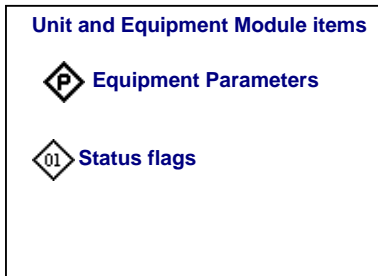 Unit and Equipment Module items
P Equipment Parameters
01 Status flags